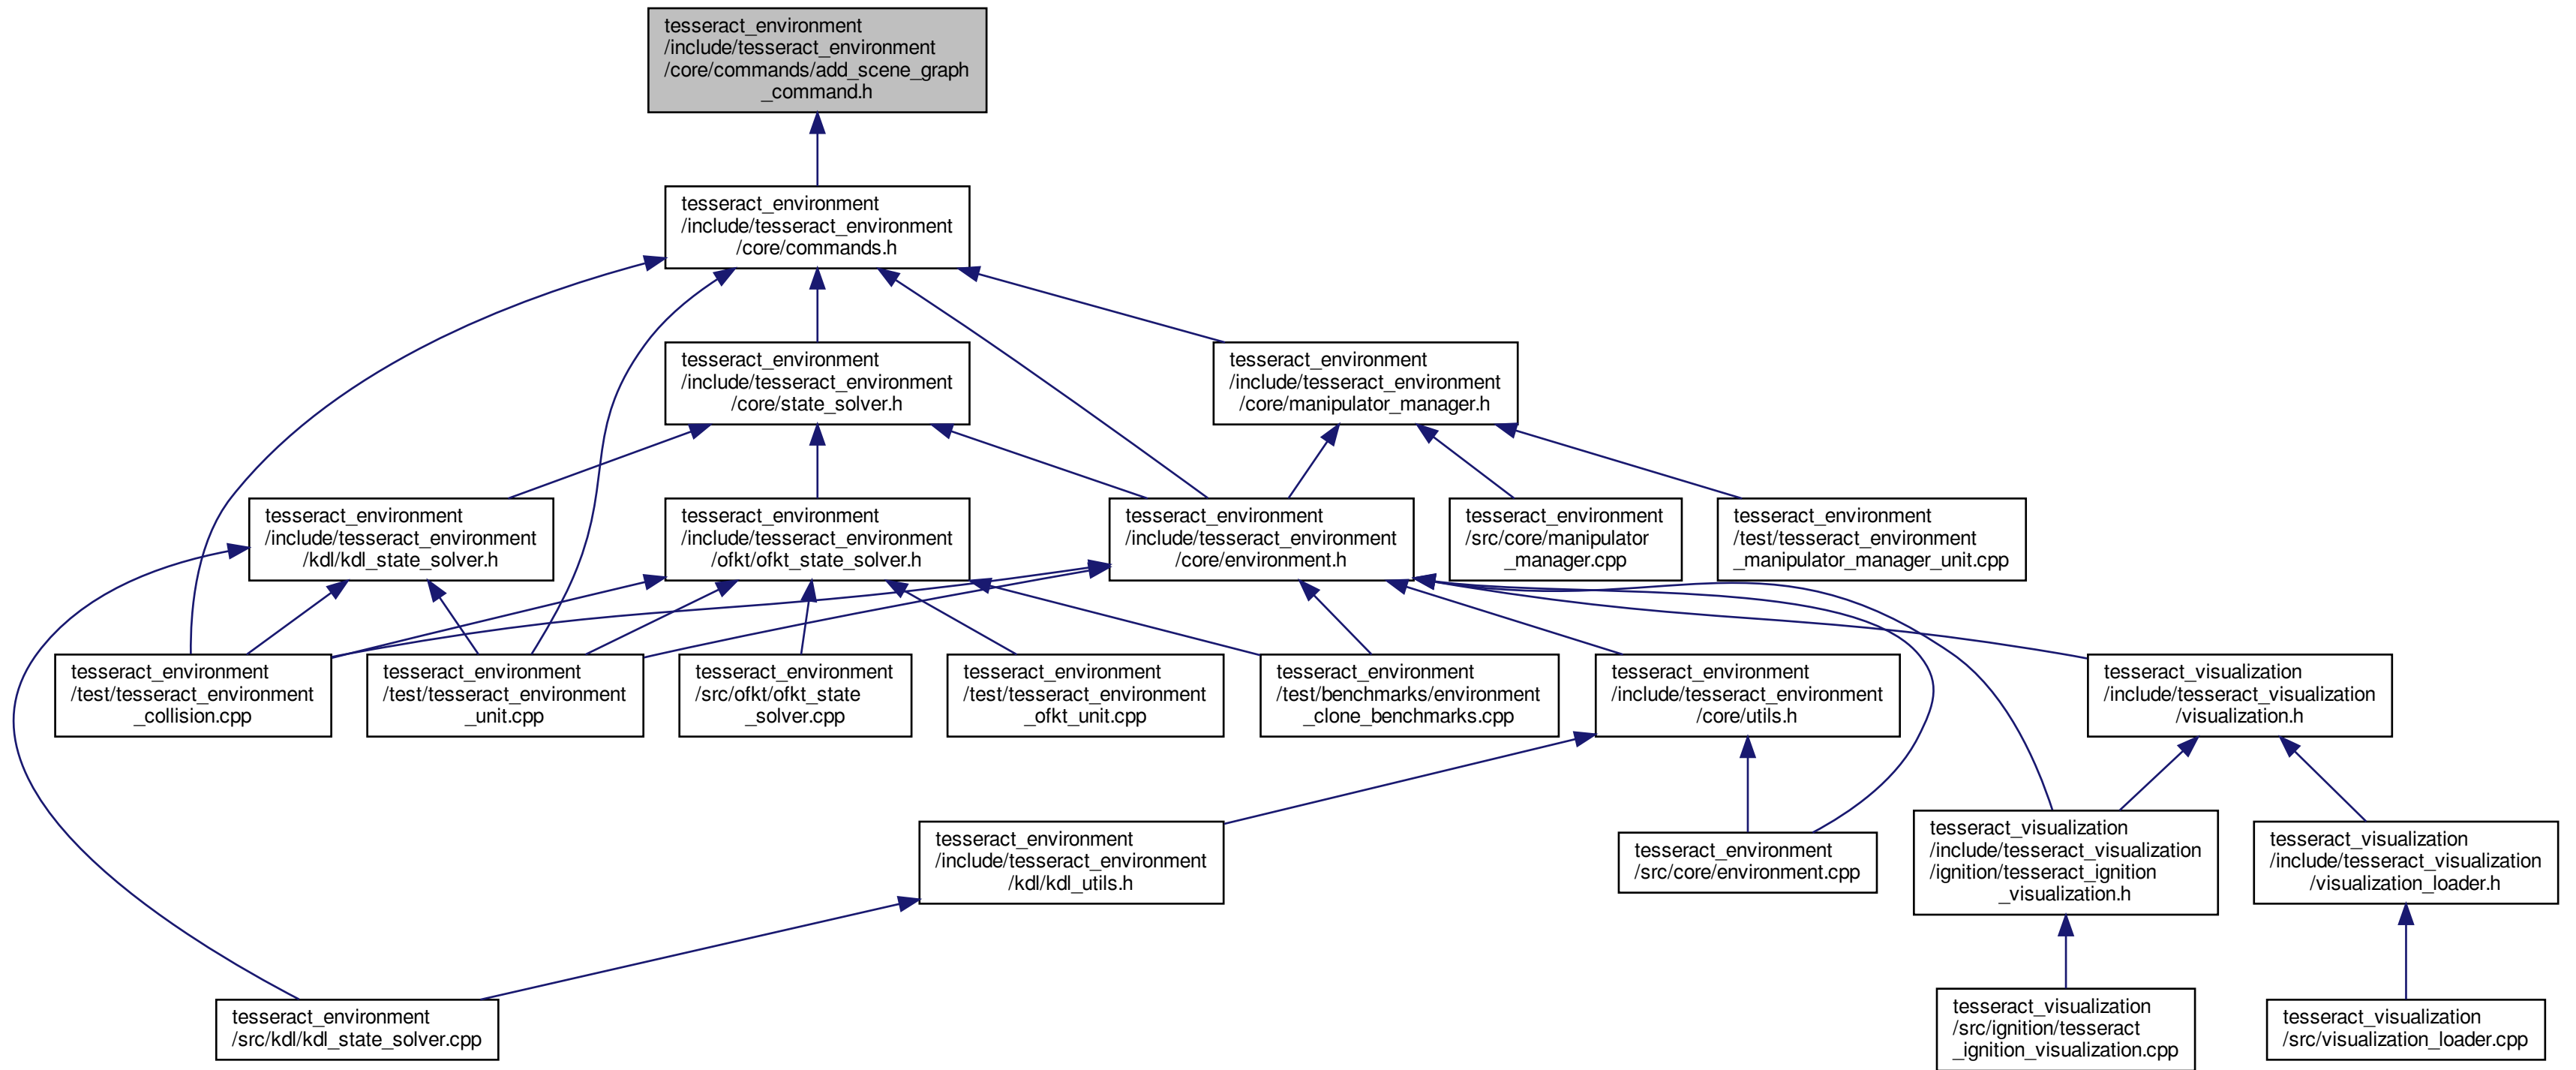 tesseract_environment
/include/tesseract_environment
/core/commands/add_scene_graph
_command.h
tesseract_environment
/include/tesseract_environment
/core/commands.h
tesseract_environment
/include/tesseract_environment
/core/state_solver.h
tesseract_environment
/include/tesseract_environment
/core/manipulator_manager.h
tesseract_environment
/include/tesseract_environment
/kdl/kdl_state_solver.h
tesseract_environment
/include/tesseract_environment
/ofkt/ofkt_state_solver.h
tesseract_environment
/include/tesseract_environment
/core/environment.h
tesseract_environment
/src/core/manipulator
_manager.cpp
tesseract_environment
/test/tesseract_environment
_manipulator_manager_unit.cpp
tesseract_environment
/test/tesseract_environment
_collision.cpp
tesseract_environment
/test/tesseract_environment
_unit.cpp
tesseract_environment
/src/ofkt/ofkt_state
_solver.cpp
tesseract_environment
/test/tesseract_environment
_ofkt_unit.cpp
tesseract_environment
/test/benchmarks/environment
_clone_benchmarks.cpp
tesseract_environment
/include/tesseract_environment
/core/utils.h
tesseract_visualization
/include/tesseract_visualization
/visualization.h
tesseract_environment
/include/tesseract_environment
/kdl/kdl_utils.h
tesseract_environment
/src/core/environment.cpp
tesseract_visualization
/include/tesseract_visualization
/ignition/tesseract_ignition
_visualization.h
tesseract_visualization
/include/tesseract_visualization
/visualization_loader.h
tesseract_environment
/src/kdl/kdl_state_solver.cpp
tesseract_visualization
/src/ignition/tesseract
_ignition_visualization.cpp
tesseract_visualization
/src/visualization_loader.cpp